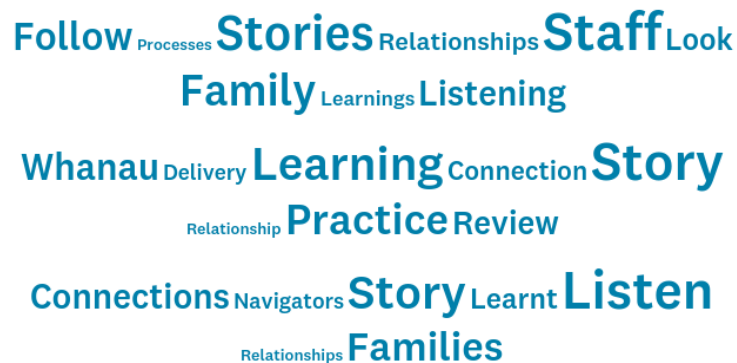 Follow Processes Stories Relationships Staff Look
Family Learnings Listening
Whanau Delivery Learning Connection Story
Relationship Practice Review
Connections Navigators Story Learnt Listen
Relationships Families